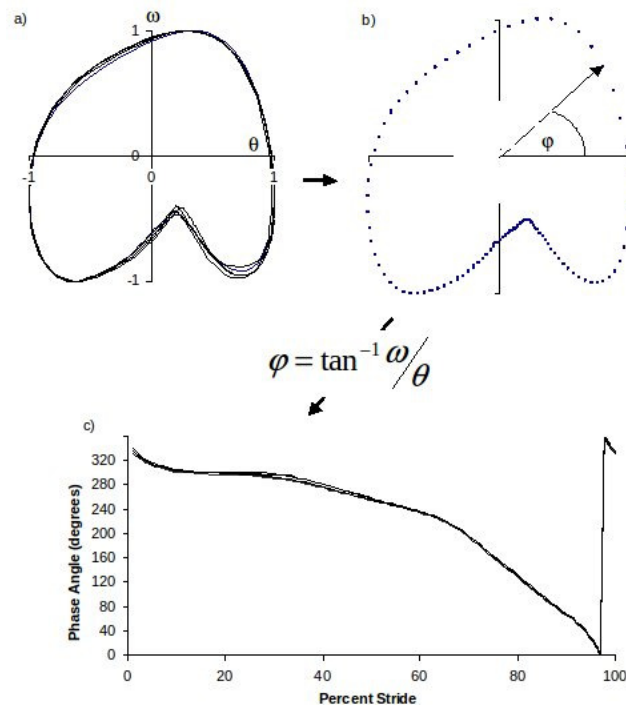 a)
ω
1
θ
0
-1
0
1
-1
b)
φ
φ = tan⁻¹ ω/θ
c)
Phase Angle (degrees)
320
280
240
200
160
120
80
40
0
0
20
40
60
80
100
Percent Stride